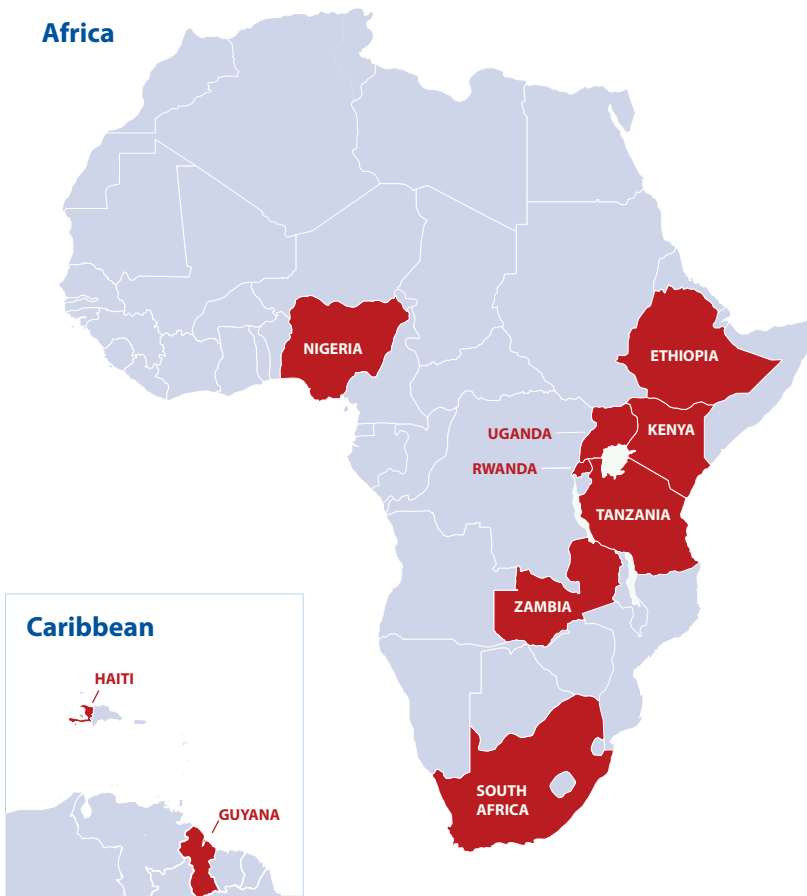 Africa
NIGERIA
ETHIOPIA
UGANDA
KENYA
RWANDA
TANZANIA
ZAMBIA
SOUTH
AFRICA
Caribbean
HAITI
GUYANA